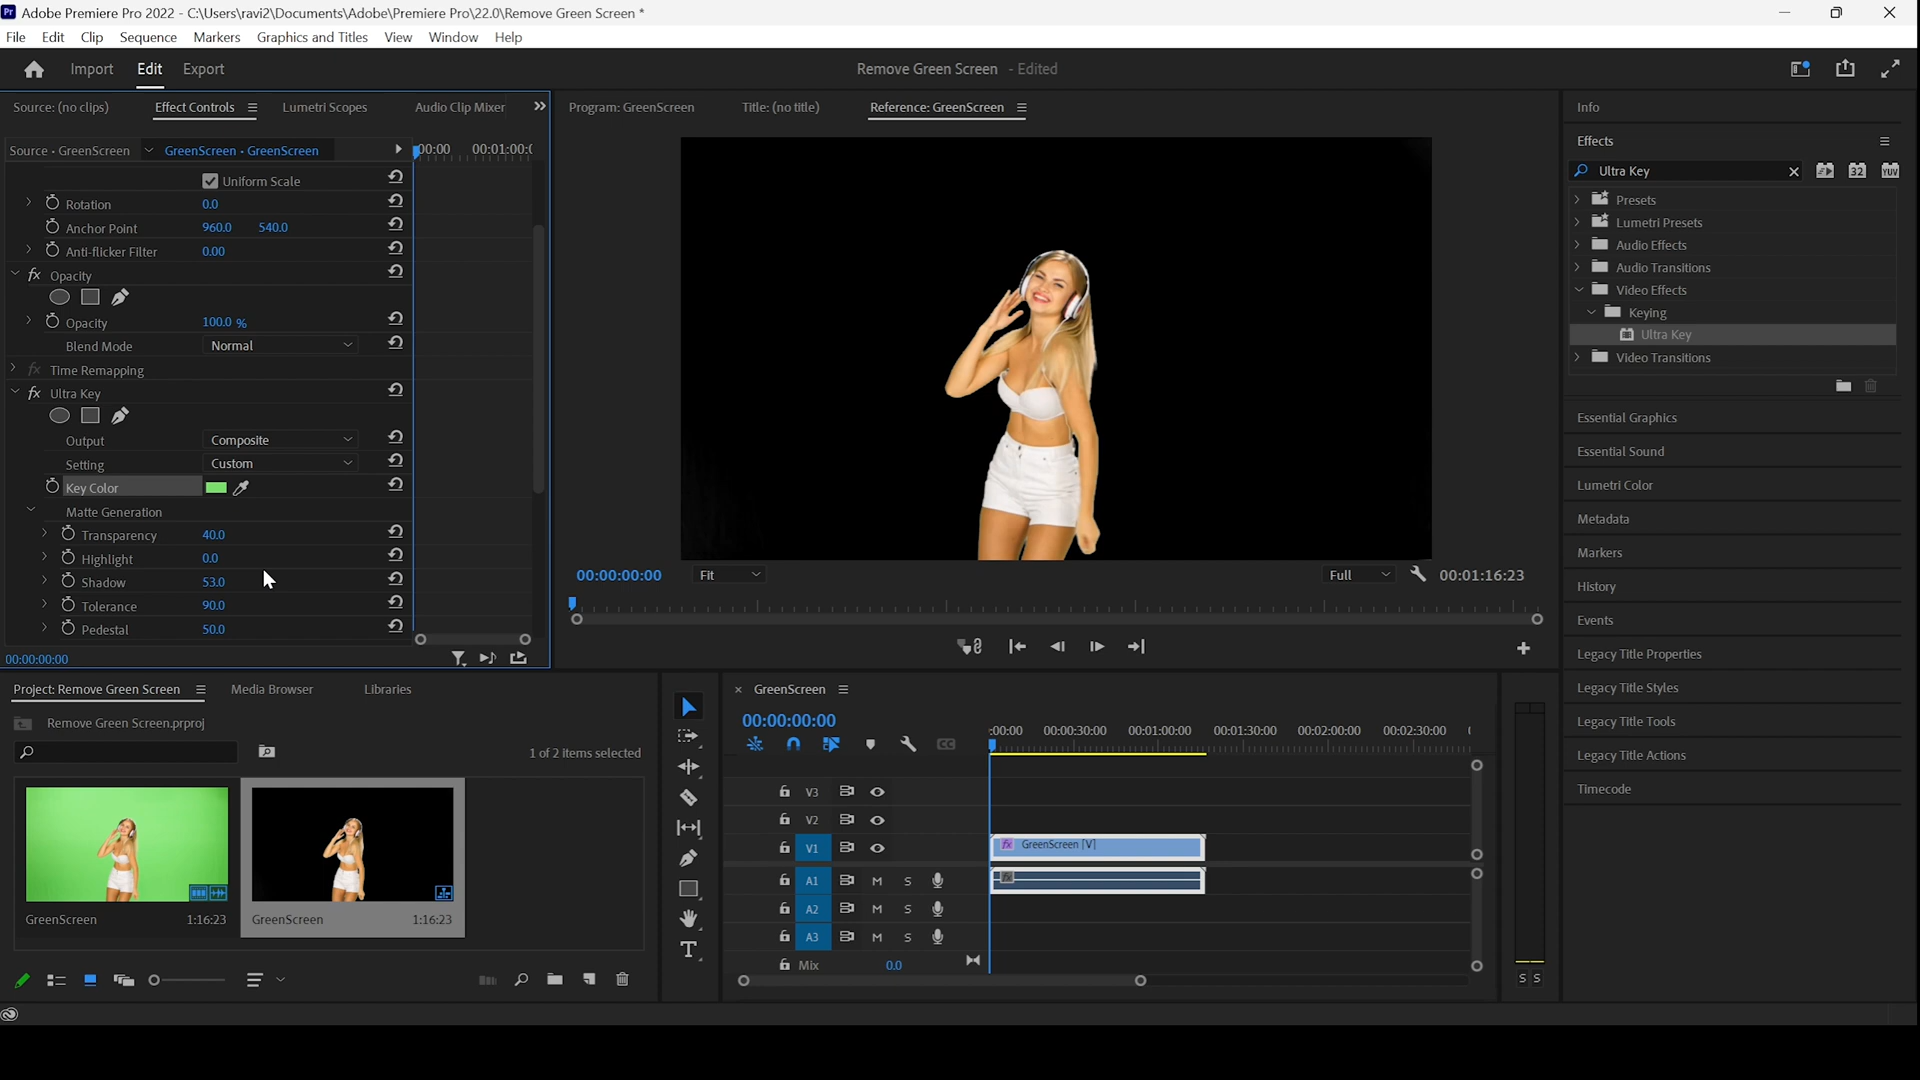 Adobe Premiere Pro 2022 - C:\Users\ravi2\Documents\Adobe\Premiere Pro\22.0\Remove Green Screen *
File Edit Clip Sequence Markers Graphics and Titles View Window Help
Import Edit Export
Remove Green Screen - Edited
Source: (no clips) Effect Controls Lumetri Scopes Audio Clip Mixer
Source • GreenScreen GreenScreen • GreenScreen
:00:00 00:01:00:0
Uniform Scale
Rotation 0.0
Anchor Point 960.0 540.0
Anti-flicker Filter 0.00
fx Opacity
Opacity 100.0 %
Blend Mode Normal
fx Time Remapping
fx Ultra Key
Output Composite
Setting Custom
Key Color
Matte Generation
Transparency 40.0
Highlight 0.0
Shadow 53.0
Tolerance 90.0
Pedestal 50.0
00:00:00:00
Program: GreenScreen Title: (no title) Reference: GreenScreen
00:00:00:00 Fit Full 00:01:16:23
Info
Effects
Ultra Key 32 YUV
Presets
Lumetri Presets
Audio Effects
Audio Transitions
Video Effects
Keying
Ultra Key
Video Transitions
Essential Graphics
Essential Sound
Lumetri Color
Metadata
Markers
History
Events
Legacy Title Properties
Legacy Title Styles
Legacy Title Tools
Legacy Title Actions
Timecode
Project: Remove Green Screen Media Browser Libraries
Remove Green Screen.prproj
1 of 2 items selected
GreenScreen 1:16:23
GreenScreen 1:16:23
GreenScreen
00:00:00:00
:00:00 00:00:30:00 00:01:00:00 00:01:30:00 00:02:00:00 00:02:30:00
CC
V3
V2
V1 fx GreenScreen [V]
A1 M S fx
A2 M S
A3 M S
Mix 0.0
S S